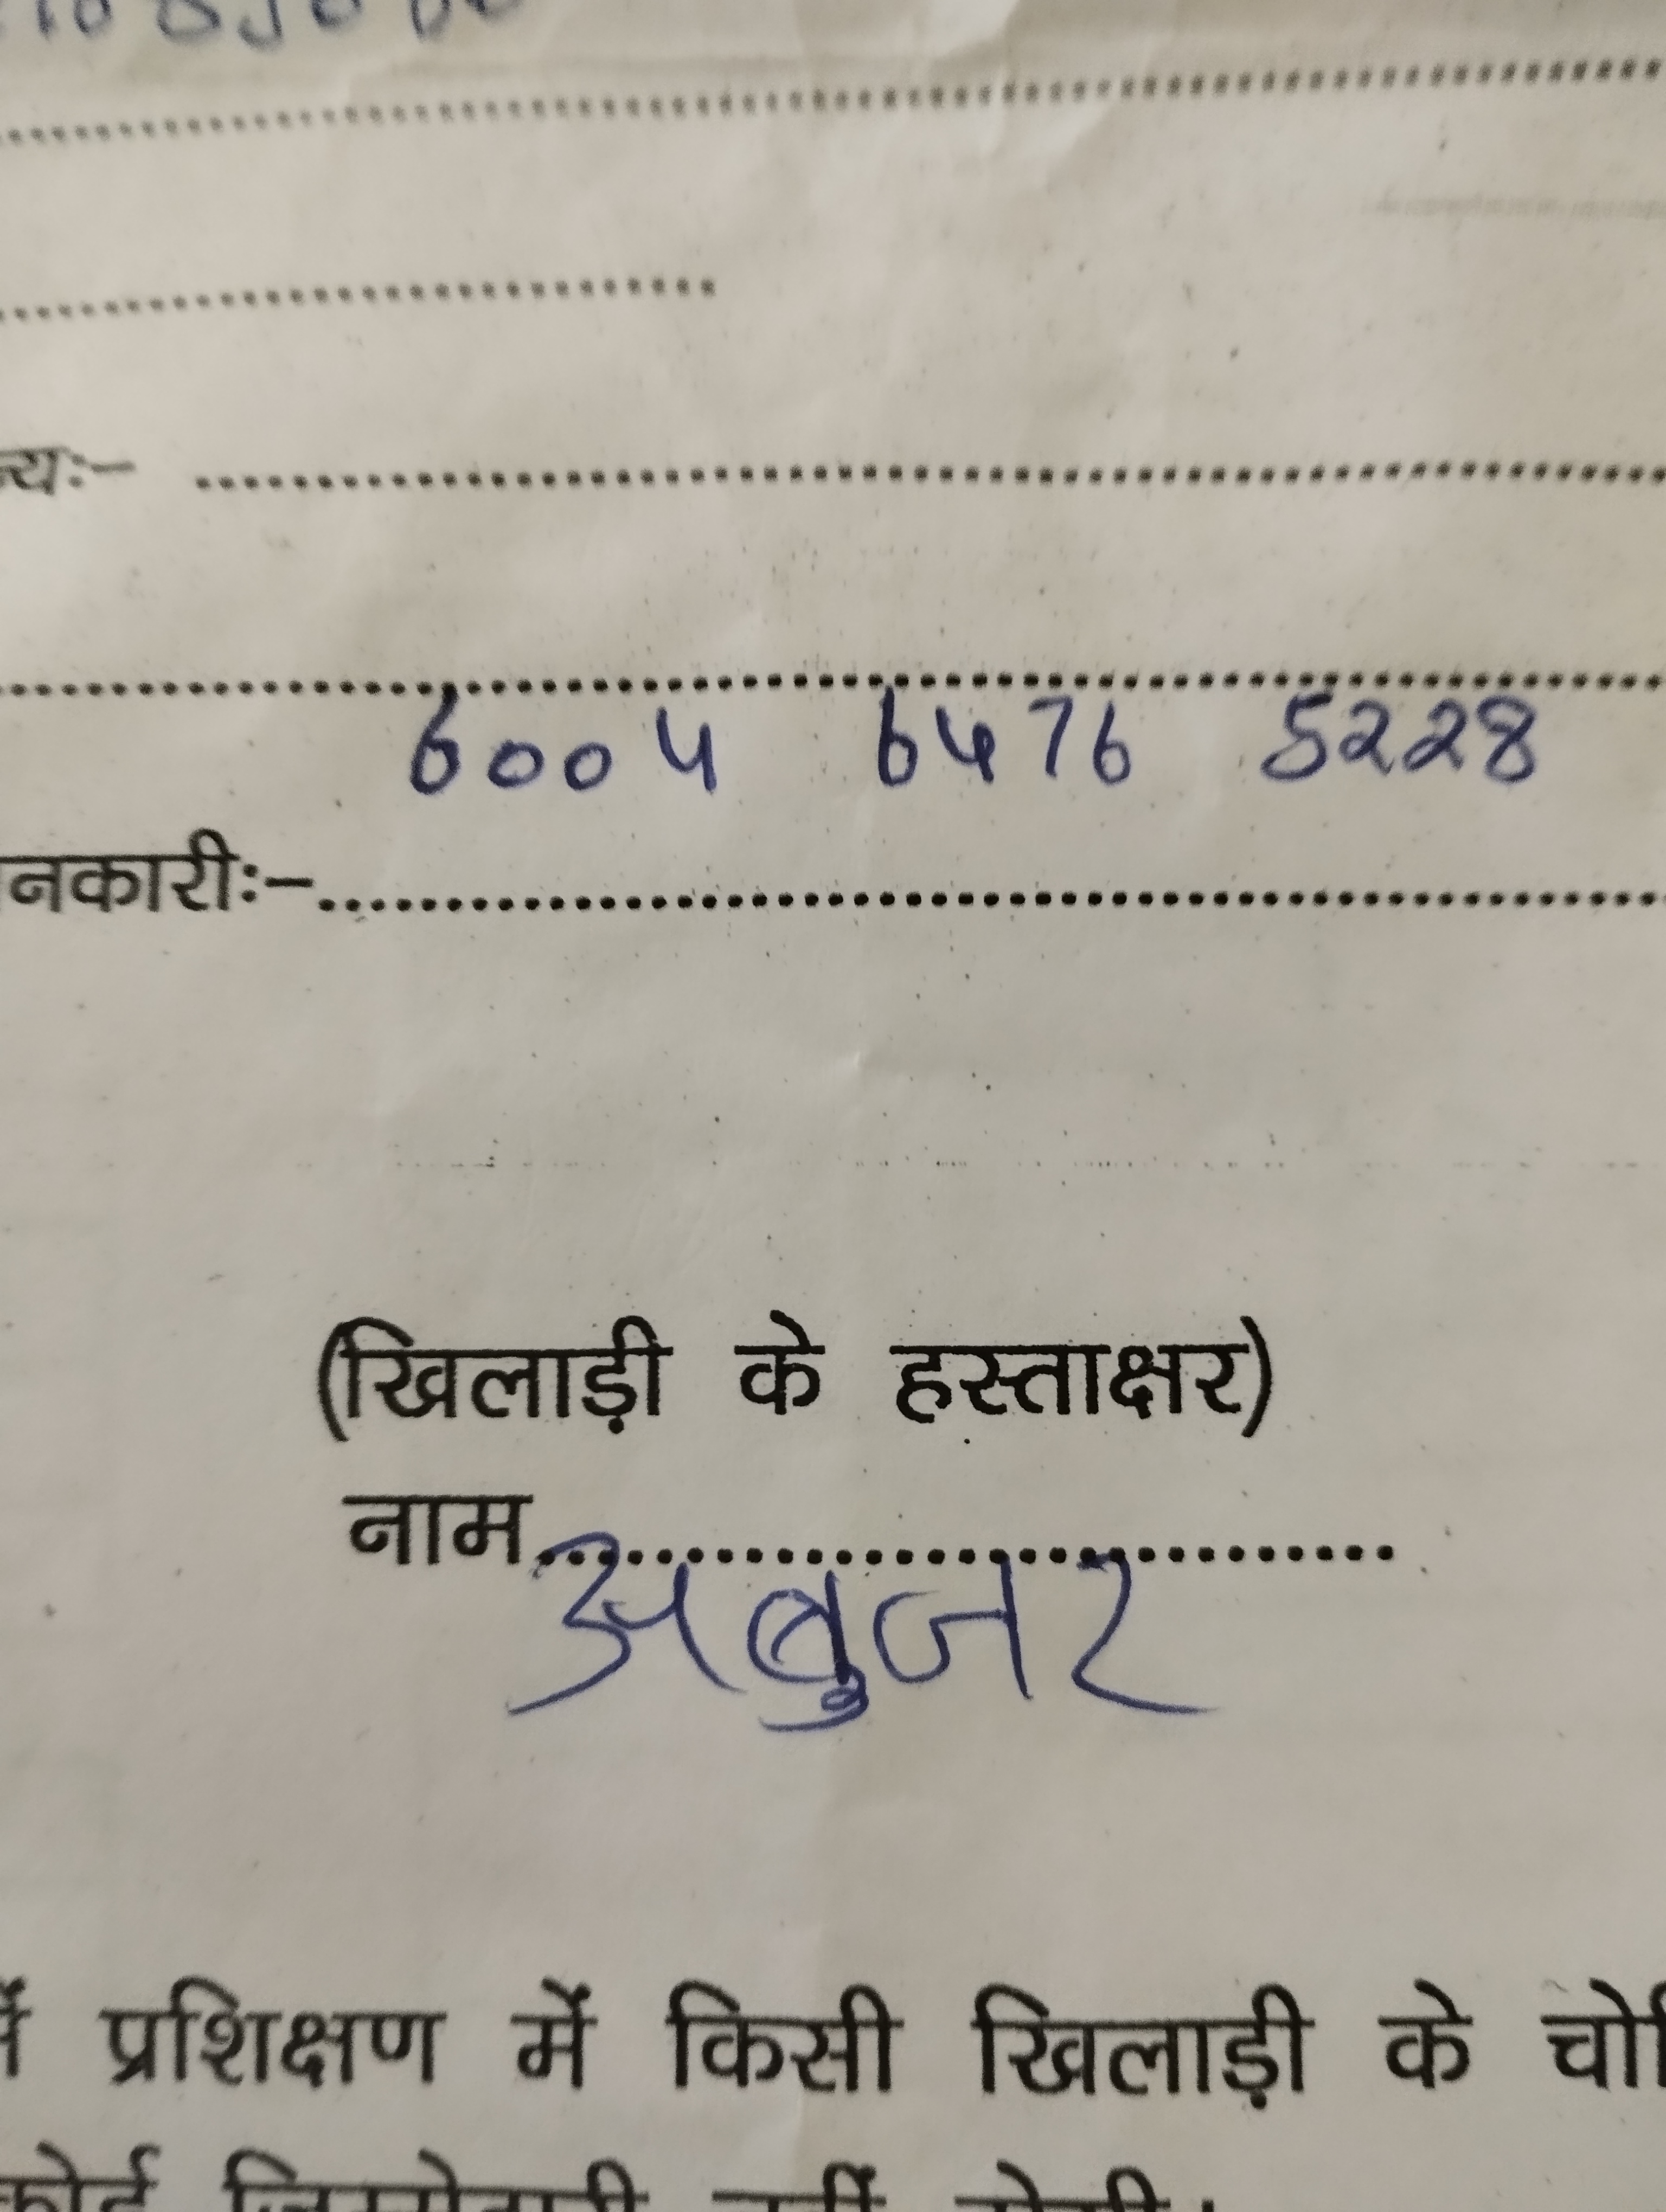 न्यः- ........................................
6004 6476 5228
नकारीः-........................................
(खिलाड़ी के हस्ताक्षर)
नाम..............................
अबुजर
में प्रशिक्षण में किसी खिलाड़ी के चो